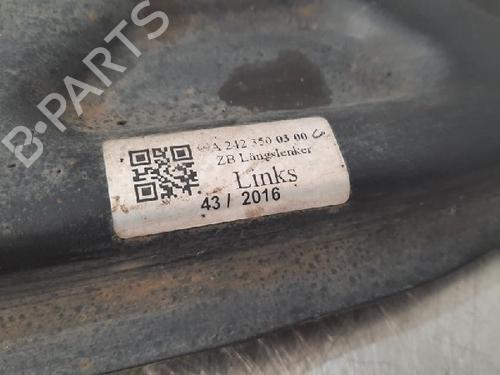 A 242 350 03 00
ZB Längslenker
Links
43 / 2016
B-PARTS